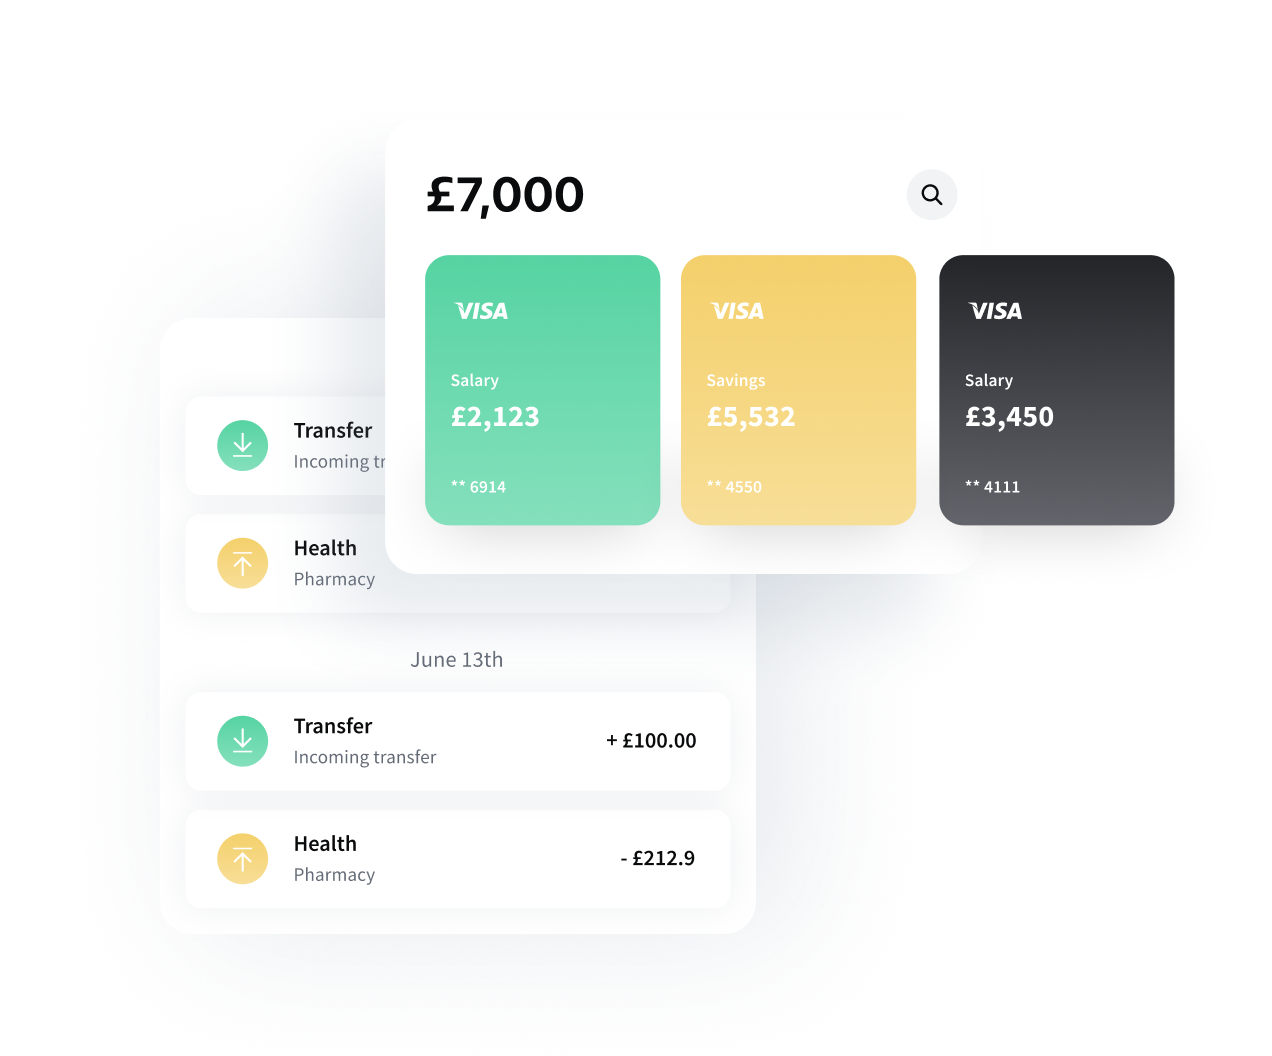 £7,000
VISA
Salary
£2,123
** 6914
VISA
Savings
£5,532
** 4550
VISA
Salary
£3,450
** 4111
Transfer
Incoming tr
Health
Pharmacy
June 13th
Transfer
Incoming transfer
+ £100.00
Health
Pharmacy
- £212.9